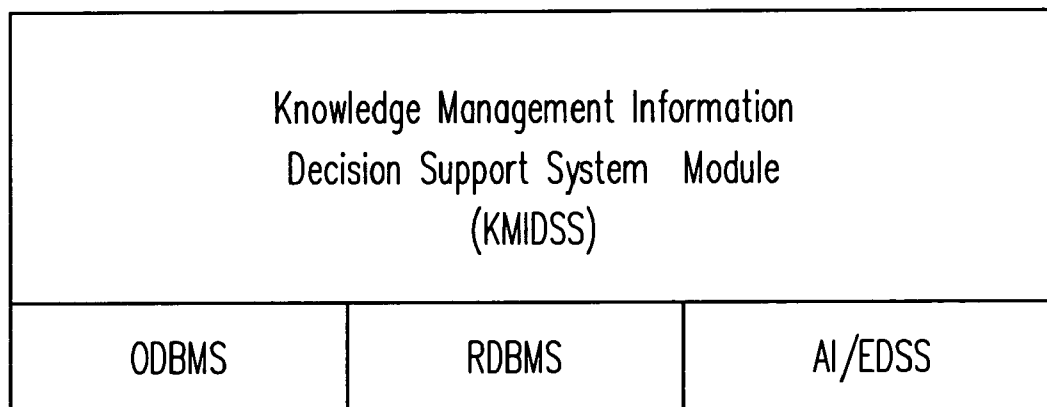 Knowledge Management Information
Decision Support System Module
(KMIDSS)
ODBMS RDBMS AI/EDSS